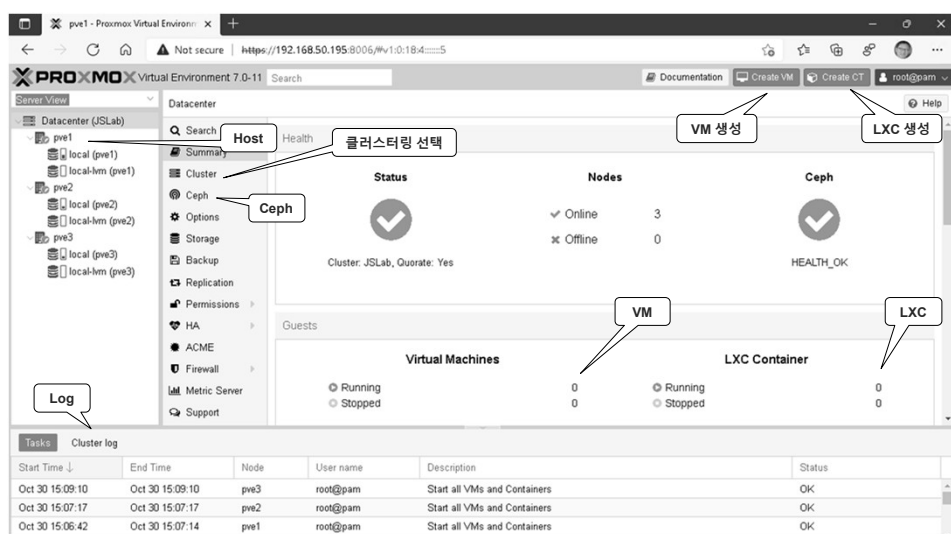 pve1 - Proxmox Virtual Environm
Not secure https://192.168.50.195:8006/#v1:0:18:4:::::::5
PROXMOX Virtual Environment 7.0-11 Search Documentation Create VM Create CT root@pam
Server View
Datacenter Help
Datacenter (JSLab)
pve1
local (pve1)
local-lvm (pve1)
pve2
local (pve2)
local-lvm (pve2)
pve3
local (pve3)
local-lvm (pve3)
Host
클러스터링 선택
Ceph
VM 생성
LXC 생성
Search
Summary
Cluster
Ceph
Options
Storage
Backup
Replication
Permissions
HA
ACME
Firewall
Metric Server
Support
Health
Status Nodes Ceph
Online 3
Offline 0
Cluster: JSLab, Quorate: Yes HEALTH_OK
VM
LXC
Guests
Virtual Machines LXC Container
Running 0 Running 0
Stopped 0 Stopped 0
Log
Tasks Cluster log
Start Time ↓ End Time Node User name Description Status
Oct 30 15:09:10 Oct 30 15:09:10 pve3 root@pam Start all VMs and Containers OK
Oct 30 15:07:17 Oct 30 15:07:17 pve2 root@pam Start all VMs and Containers OK
Oct 30 15:06:42 Oct 30 15:07:14 pve1 root@pam Start all VMs and Containers OK